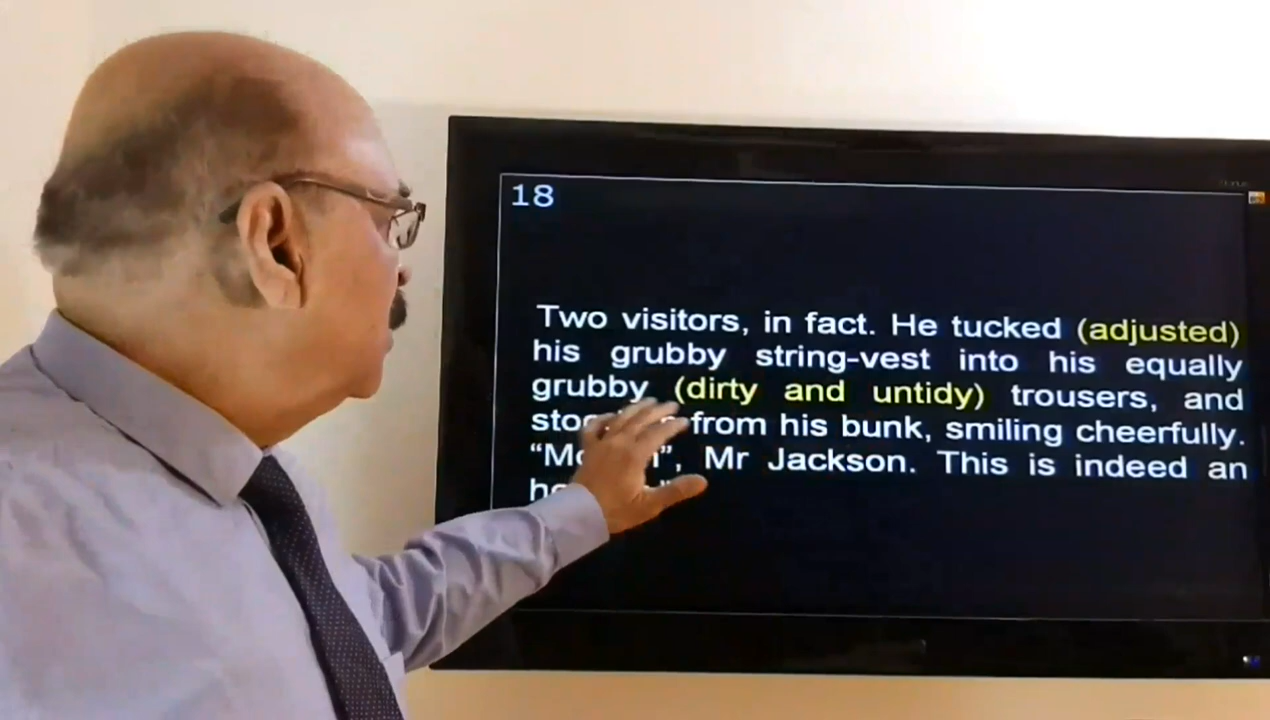 18
Two visitors, in fact. He tucked (adjusted)
his grubby string-vest into his equally
grubby (dirty and untidy) trousers, and
from his bunk, smiling cheerfully.
Mr Jackson. This is indeed an